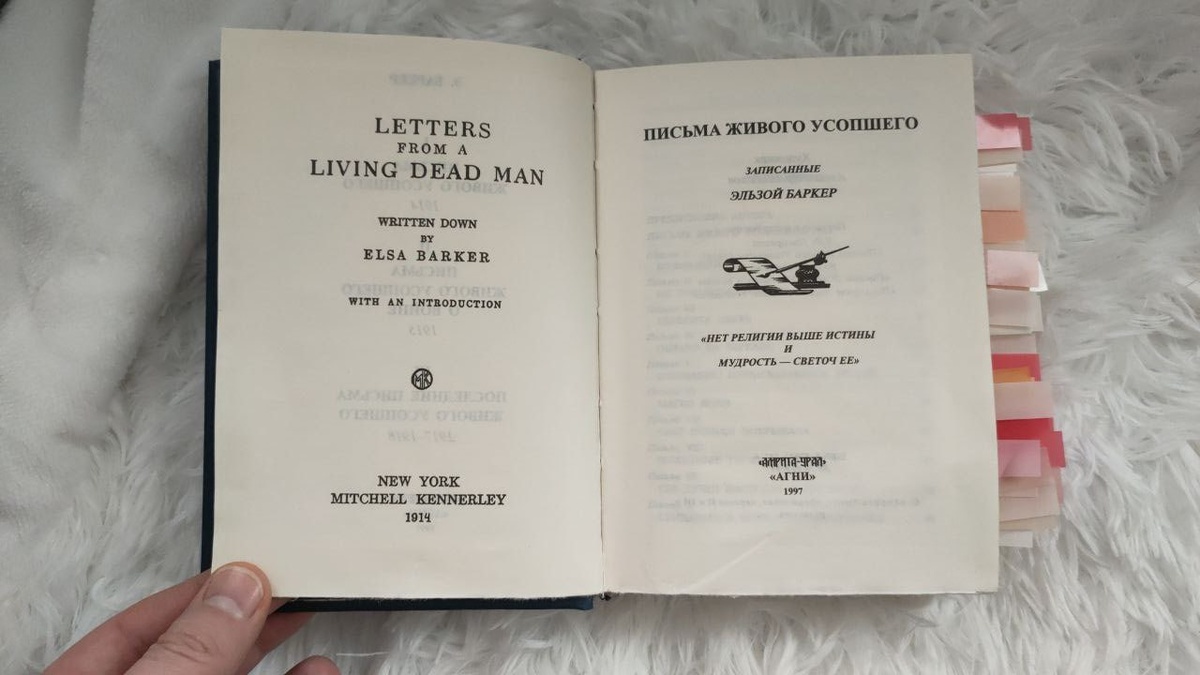 LETTERS
FROM A
LIVING DEAD MAN
WRITTEN DOWN
BY
ELSA BARKER
WITH AN INTRODUCTION
MK
NEW YORK
MITCHELL KENNERLEY
1914
ПИСЬМА ЖИВОГО УСОПШЕГО
ЗАПИСАННЫЕ
ЭЛЬЗОЙ БАРКЕР
«НЕТ РЕЛИГИИ ВЫШЕ ИСТИНЫ
И
МУДРОСТЬ — СВЕТОЧ ЕЕ»
«АМРИТА-УРАЛ»
«АГНИ»
1997